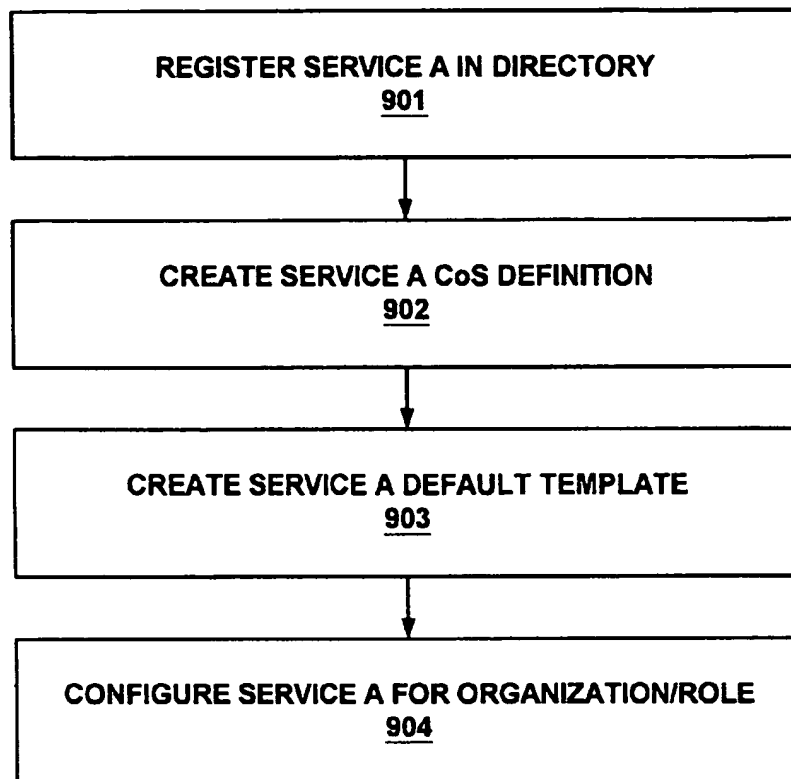 REGISTER SERVICE A IN DIRECTORY
901
CREATE SERVICE A CoS DEFINITION
902
CREATE SERVICE A DEFAULT TEMPLATE
903
CONFIGURE SERVICE A FOR ORGANIZATION/ROLE
904